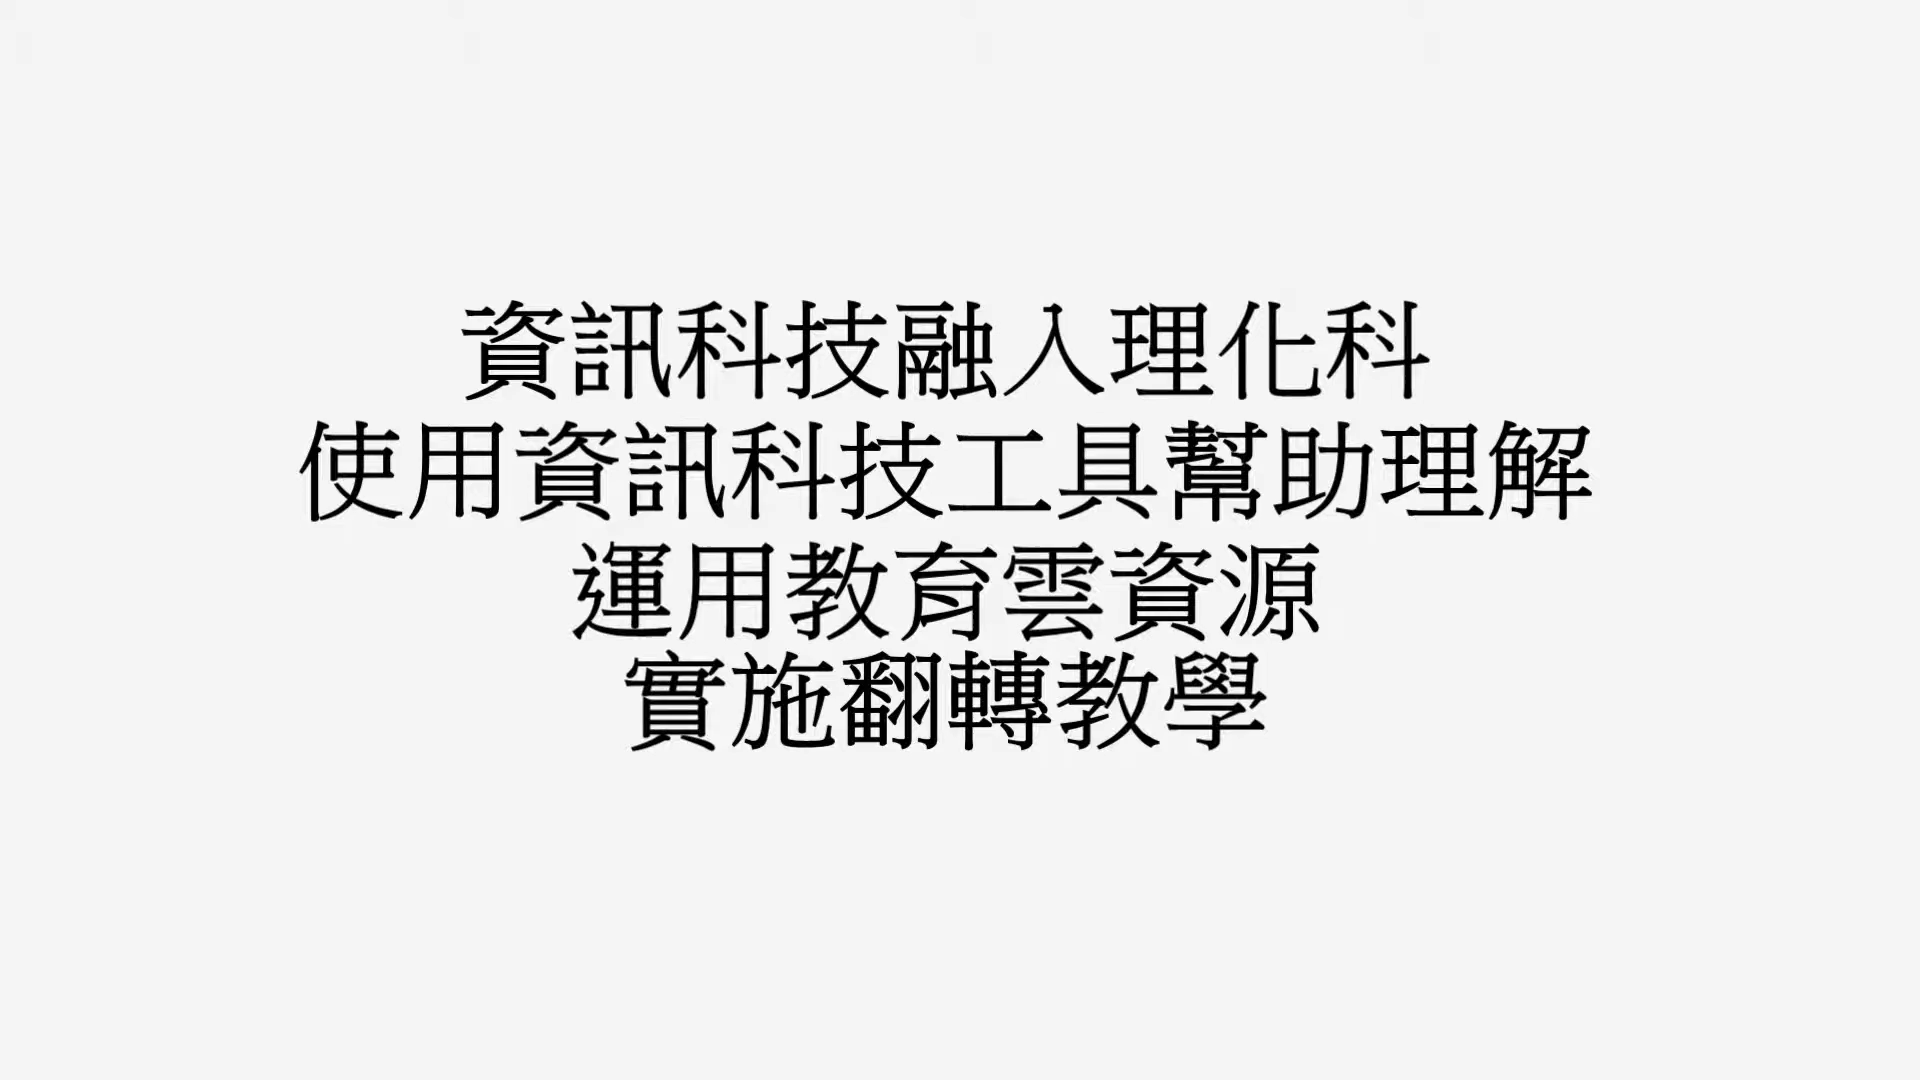 資訊科技融入理化科
使用資訊科技工具幫助理解
運用教育雲資源
實施翻轉教學